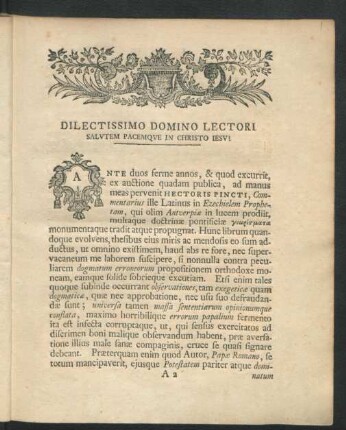 DILECTISSIMO DOMINO LECTORI
SALVTEM PACEMQVE IN CHRISTO IESV!
ANTE duos ferme annos, & quod excurrit,
ex auctione quadam publica, ad manus
meas pervenit HECTORIS PINCTI, Com-
mentarius ille Latinus in Ezechielem Prophe-
tam, qui olim Antverpiæ in lucem prodiit,
multaque doctrinæ pontificiæ
monumentaque tradit atque propugnat. Hunc librum quan-
doque evolvens, thesibus eius miris ac mendosis eo sum ad-
ductus, ut omnino existimem, haud abs re fore, nec super-
vacaneum me laborem suscipere, si nonnulla contra pecu-
liarem dogmatum erroneorum propositionem orthodoxe mo-
neam, eamque solide sobrieque excutiam. Etsi enim tales
quoque subinde occurrant observationes, tam exegeticæ quam
dogmaticæ, quæ nec approbatione, nec usu suo defraudan-
dæ sunt; universa tamen massa sententiarum opinionumque
conflata, maximo horribilique errorum papalium fermento
ita est infecta corruptaque, ut, qui sensus exercitatos ad
discrimen boni malique observandum habent, præ aversa-
tione illius male sanæ compaginis, cruce se quasi signare
debeant. Præterquam enim quod Autor, Papæ Romano, se
totum mancipaverit, ejusque Potestatem pariter atque domi-
A 2 natum